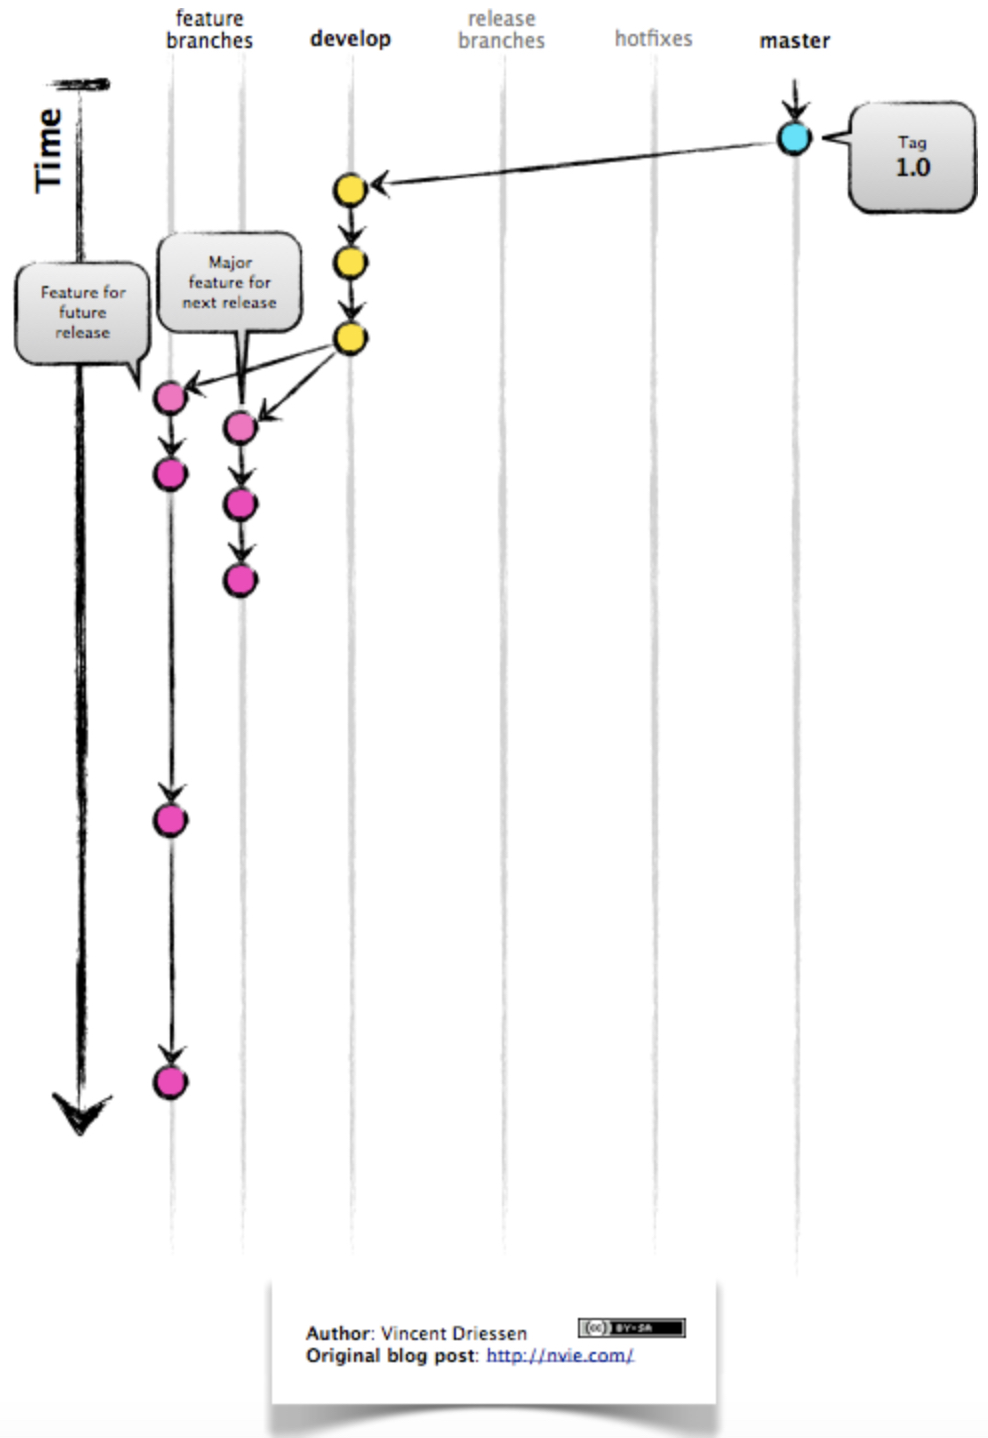 feature
branches
develop
release
branches
hotfixes
master
Time
Tag
1.0
Major
feature for
next release
Feature for
future
release
Author: Vincent Driessen
(cc) BY-SA
Original blog post: http://nvie.com/